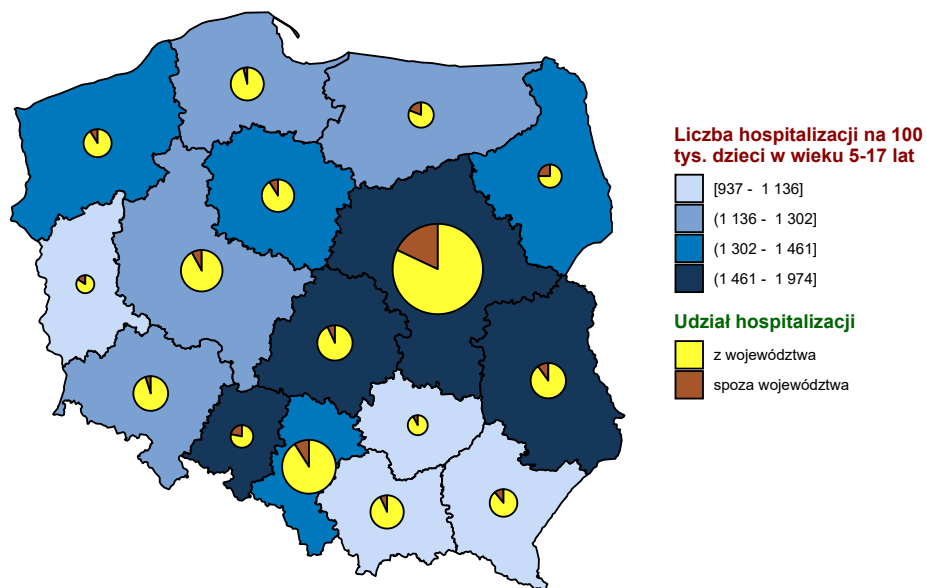 Liczba hospitalizacji na 100
tys. dzieci w wieku 5-17 lat
[937 - 1 136]
(1 136 - 1 302]
(1 302 - 1 461]
(1 461 - 1 974]
Udział hospitalizacji
z województwa
spoza województwa